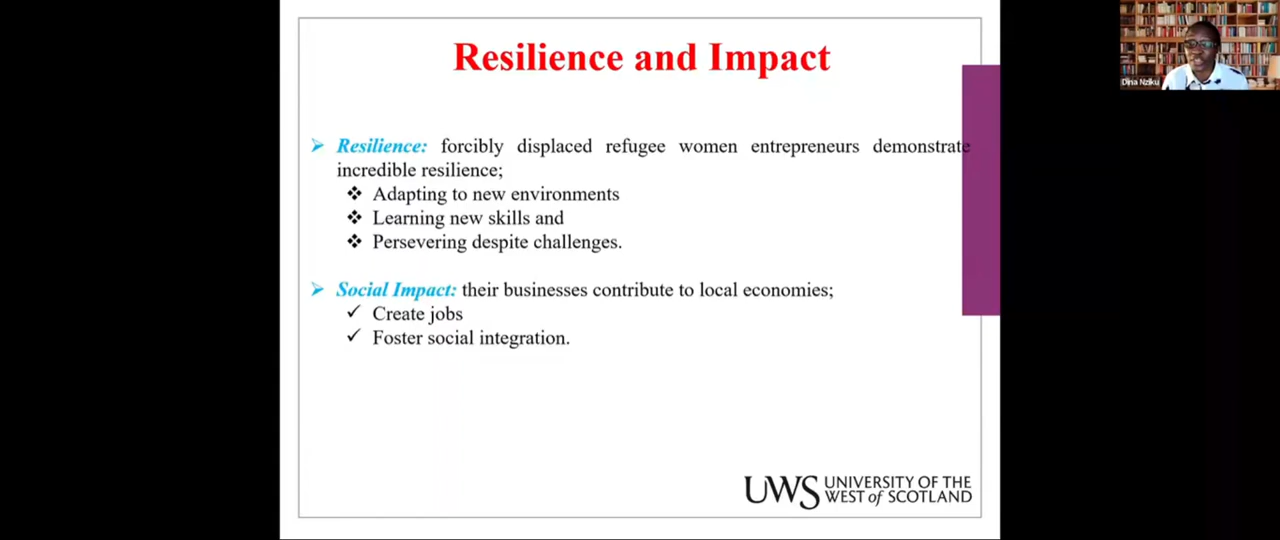 Resilience and Impact
Dina Nziku
➢ Resilience: forcibly displaced refugee women entrepreneurs demonstrate
incredible resilience;
❖ Adapting to new environments
❖ Learning new skills and
❖ Persevering despite challenges.
➢ Social Impact: their businesses contribute to local economies;
✓ Create jobs
✓ Foster social integration.
UWS UNIVERSITY OF THE
WEST of SCOTLAND